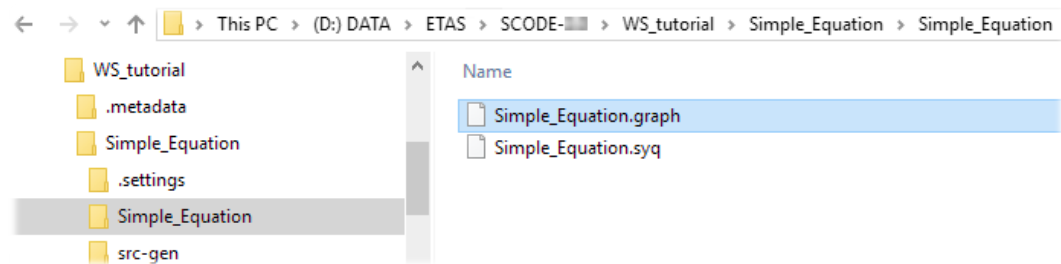 This PC > (D:) DATA > ETAS > SCODE- > WS_tutorial > Simple_Equation > Simple_Equation
WS_tutorial
.metadata
Simple_Equation
.settings
Simple_Equation
src-gen
Name
Simple_Equation.graph
Simple_Equation.syq